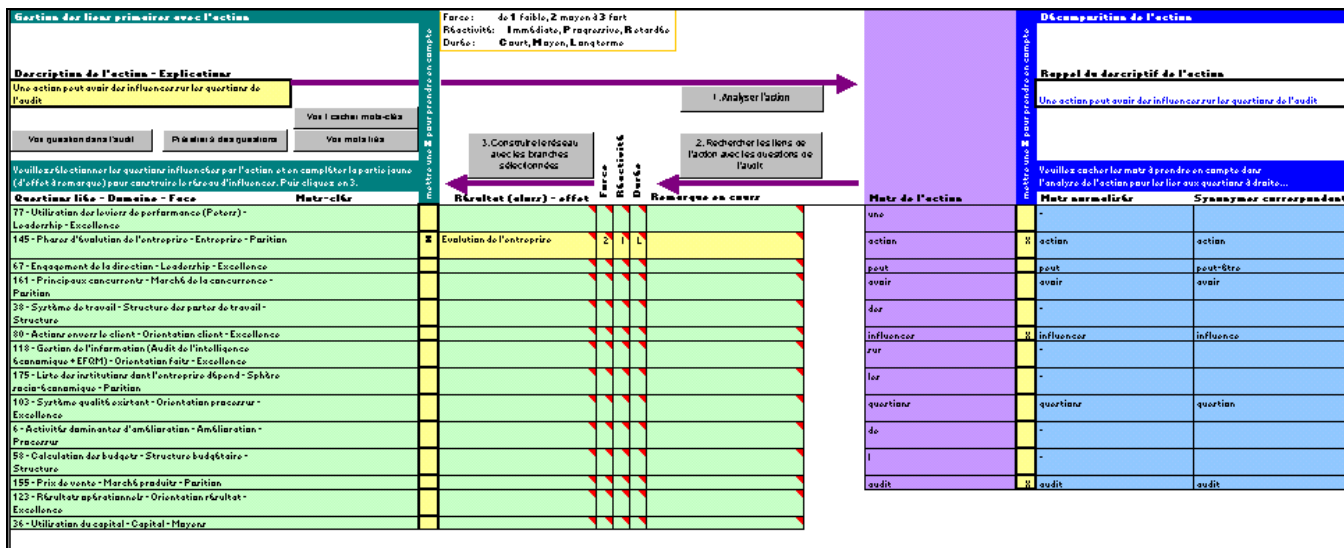 Gestion des liens primaires avec l'action
Force: de 1 faible, 2 moyen à 3 fort
Réactivité: Immédiate, Progressive, Retardée
Durée: Court, Moyen, Long terme
Décomposition de l'action
mettre une X pour prendre en compte
mettre une X pour prendre en compte
Description de l'action - Explications
Une action peut avoir des influences sur les questions de
l'audit
Rappel du descriptif de l'action
Une action peut avoir des influences sur les questions de l'audit
1. Analyser l'action
Voir / cacher mots-clés
Voir question dans l'audit
Voir mots liés
3. Construire le réseau
avec les branches
sélectionnées
2. Rechercher les liens de
l'action avec les questions de
l'audit
Veuillez sélectionner les questions influencées par l'action et en compléter la partie jaune
(d'effet à remarque) pour construire le réseau d'influences. Puis cliquez en 3.
Veuillez cocher les mots à prendre en compte dans
l'analyse de l'action pour les lier aux questions à droite...
Questions liés - Domaine - Face
Mots-clés
Résultat (alors) - effet
Force
Réactivité
Durée
Remarque en cours
Mots de l'action
Mots normalisés
Synonymes correspondant
77 - Utilisation des leviers de performance (Peters) -
Leadership - Excellence
une
-
145 - Phases d'évolution de l'entreprise - Entreprise - Position
X
Evolution de l'entreprise
2
I
L
action
X
action
action
67 - Engagement de la direction - Leadership - Excellence
peut
peut
peut-être
161 - Principaux concurrents - Marché de la concurrence -
Position
avoir
avoir
avoir
38 - Système de travail - Structure des postes de travail -
Structure
des
-
80 - Actions envers le client - Orientation client - Excellence
influences
X
influences
influence
118 - Gestion de l'information (Audit de l'intelligence
économique + EFQM) - Orientation faits - Excellence
sur
-
175 - Liste des institutions dont l'entreprise dépend - Sphère
socio-économique - Position
les
-
103 - Système qualité existant - Orientation processus -
Excellence
questions
questions
question
6 - Activités dominantes d'amélioration - Amélioration -
Processus
de
-
58 - Calculation des budgets - Structure budgétaire -
Structure
l
-
155 - Prix de vente - Marché produits - Position
audit
X
audit
audit
123 - Résultats opérationnels - Orientation résultat -
Excellence
36 - Utilisation du capital - Capital - Moyens